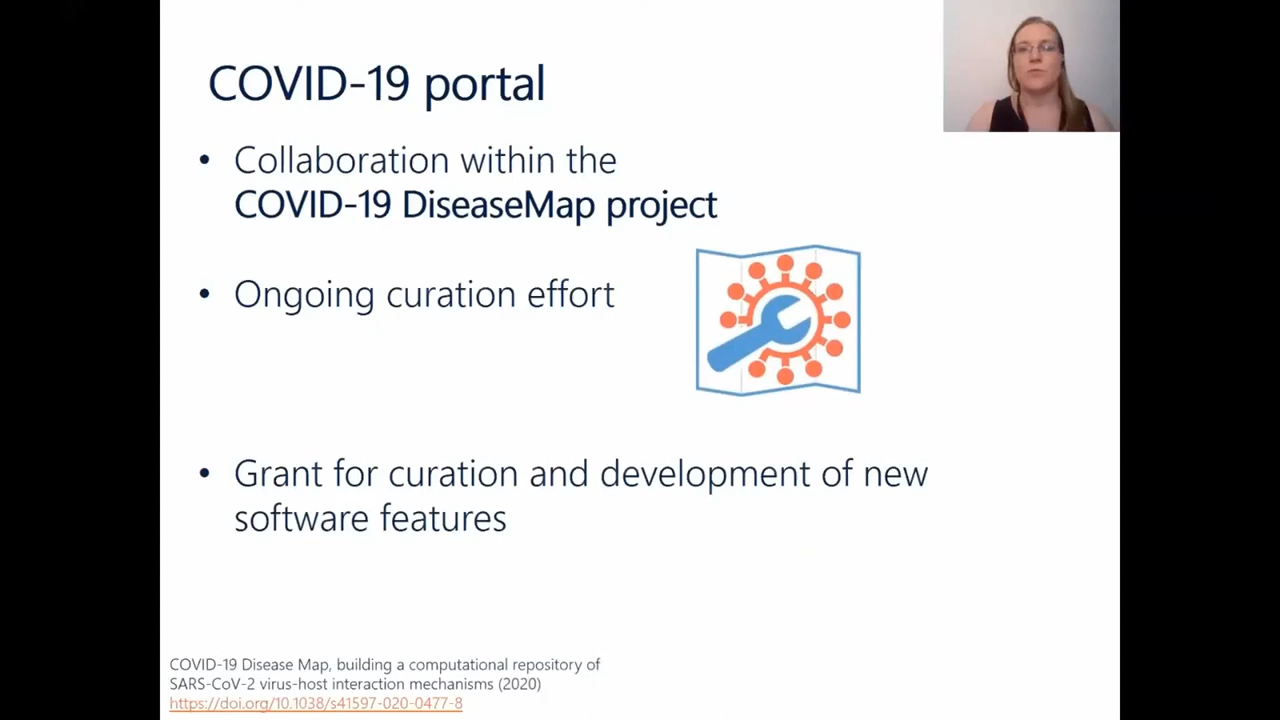 COVID-19 portal
• Collaboration within the
COVID-19 DiseaseMap project
• Ongoing curation effort
• Grant for curation and development of new
software features
COVID-19 Disease Map, building a computational repository of
SARS-CoV-2 virus-host interaction mechanisms (2020)
https://doi.org/10.1038/s41597-020-0477-8